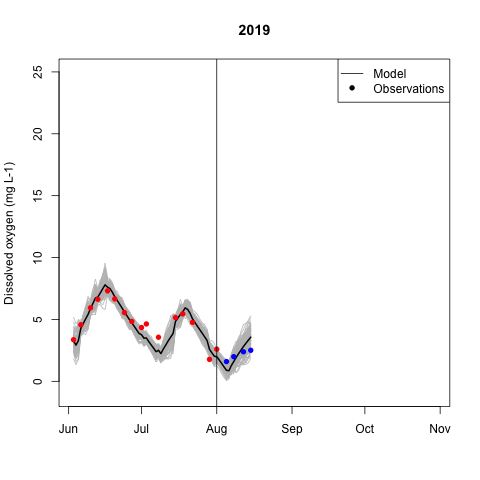 2019
Model
Observations
Dissolved oxygen (mg L-1)
25
20
15
10
5
0
Jun Jul Aug Sep Oct Nov